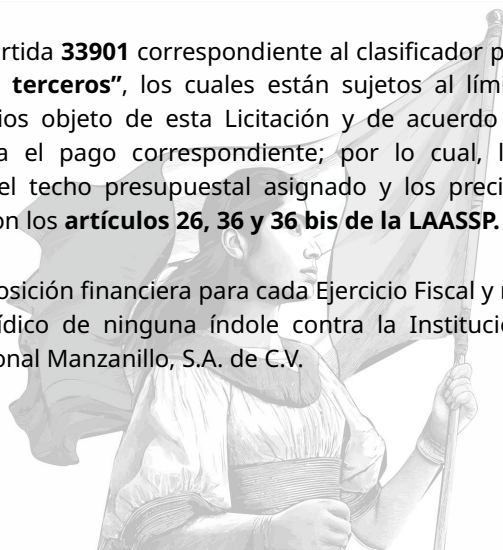 rtida 33901 correspondiente al clasificador p
terceros”, los cuales están sujetos al lím
ios objeto de esta Licitación y de acuerdo
a el pago correspondiente; por lo cual, l
el techo presupuestal asignado y los preci
on los artículos 26, 36 y 36 bis de la LAASSP.
osición financiera para cada Ejercicio Fiscal y
ídico de ninguna índole contra la Institucio
onal Manzanillo, S.A. de C.V.